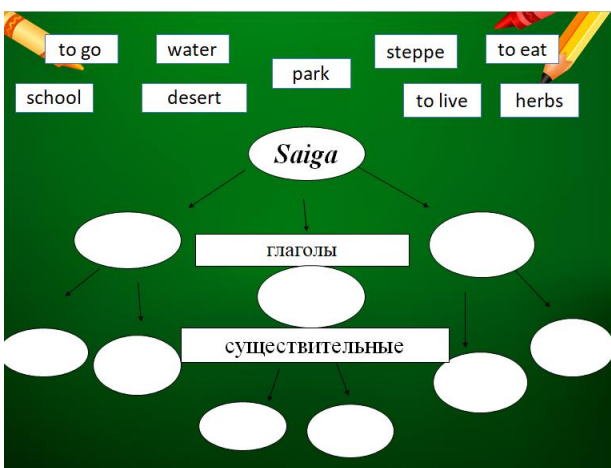 to go
water
park
steppe
to eat
school
desert
to live
herbs
Saiga
глаголы
существительные